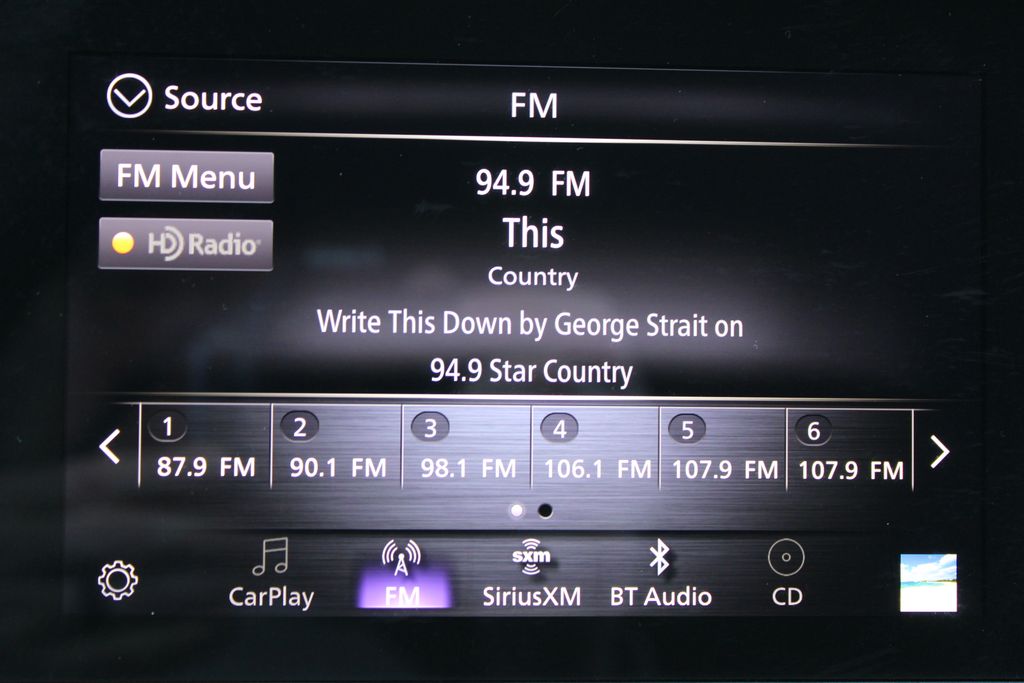 Source
FM
FM Menu
HD Radio
94.9 FM
This
Country
Write This Down by George Strait on
94.9 Star Country
1 2 3 4 5 6
87.9 FM 90.1 FM 98.1 FM 106.1 FM 107.9 FM 107.9 FM
sxm
CarPlay FM SiriusXM BT Audio CD